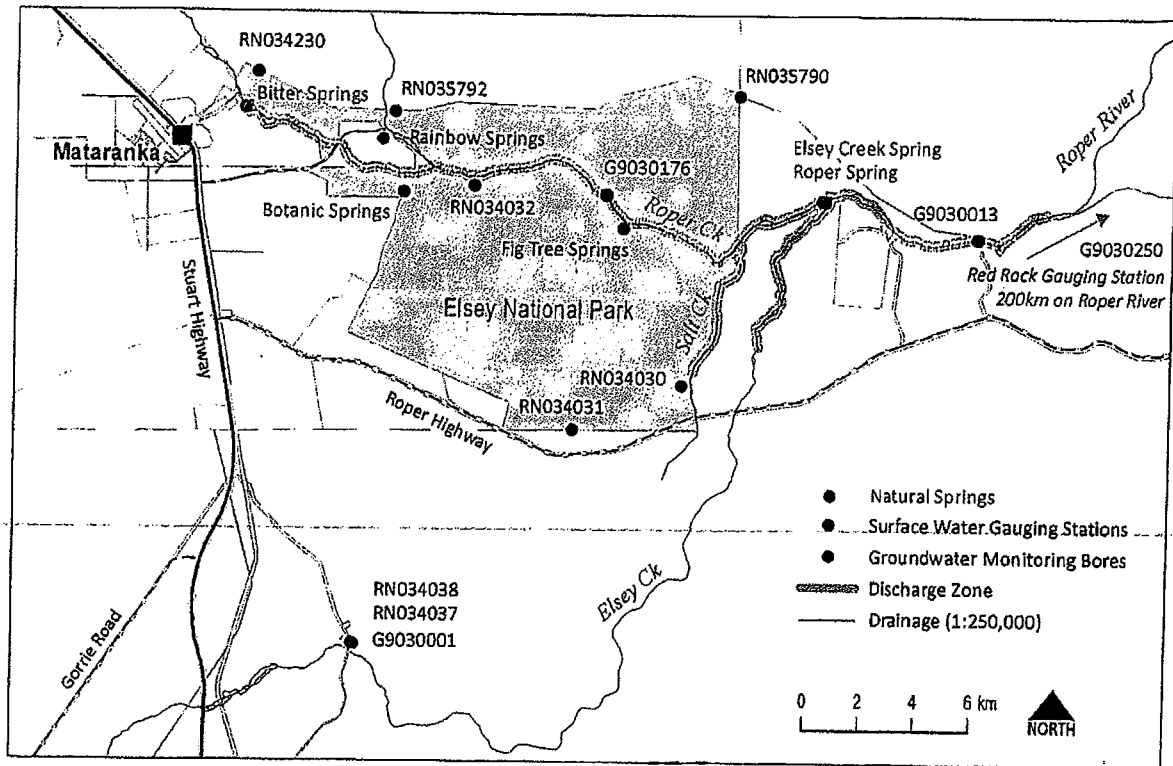 RN034230
Bitter Springs
RN035792
RN035790
Mataranka
Rainbow Springs
Elsey Creek Spring
Roper Spring
Roper River
G9030176
Botanic Springs
RN034032
Roper Ck
G9030013
Fig Tree Springs
G9030250
Red Rock Gauging Station
200km on Roper River
Stuart Highway
Elsey National Park
Salt Ck
RN034030
RN034031
Roper Highway
Natural Springs
Surface Water Gauging Stations
Groundwater Monitoring Bores
Discharge Zone
Drainage (1:250,000)
Elsey Ck
RN034038
RN034037
G9030001
Gorrie Road
0 2 4 6 km
NORTH